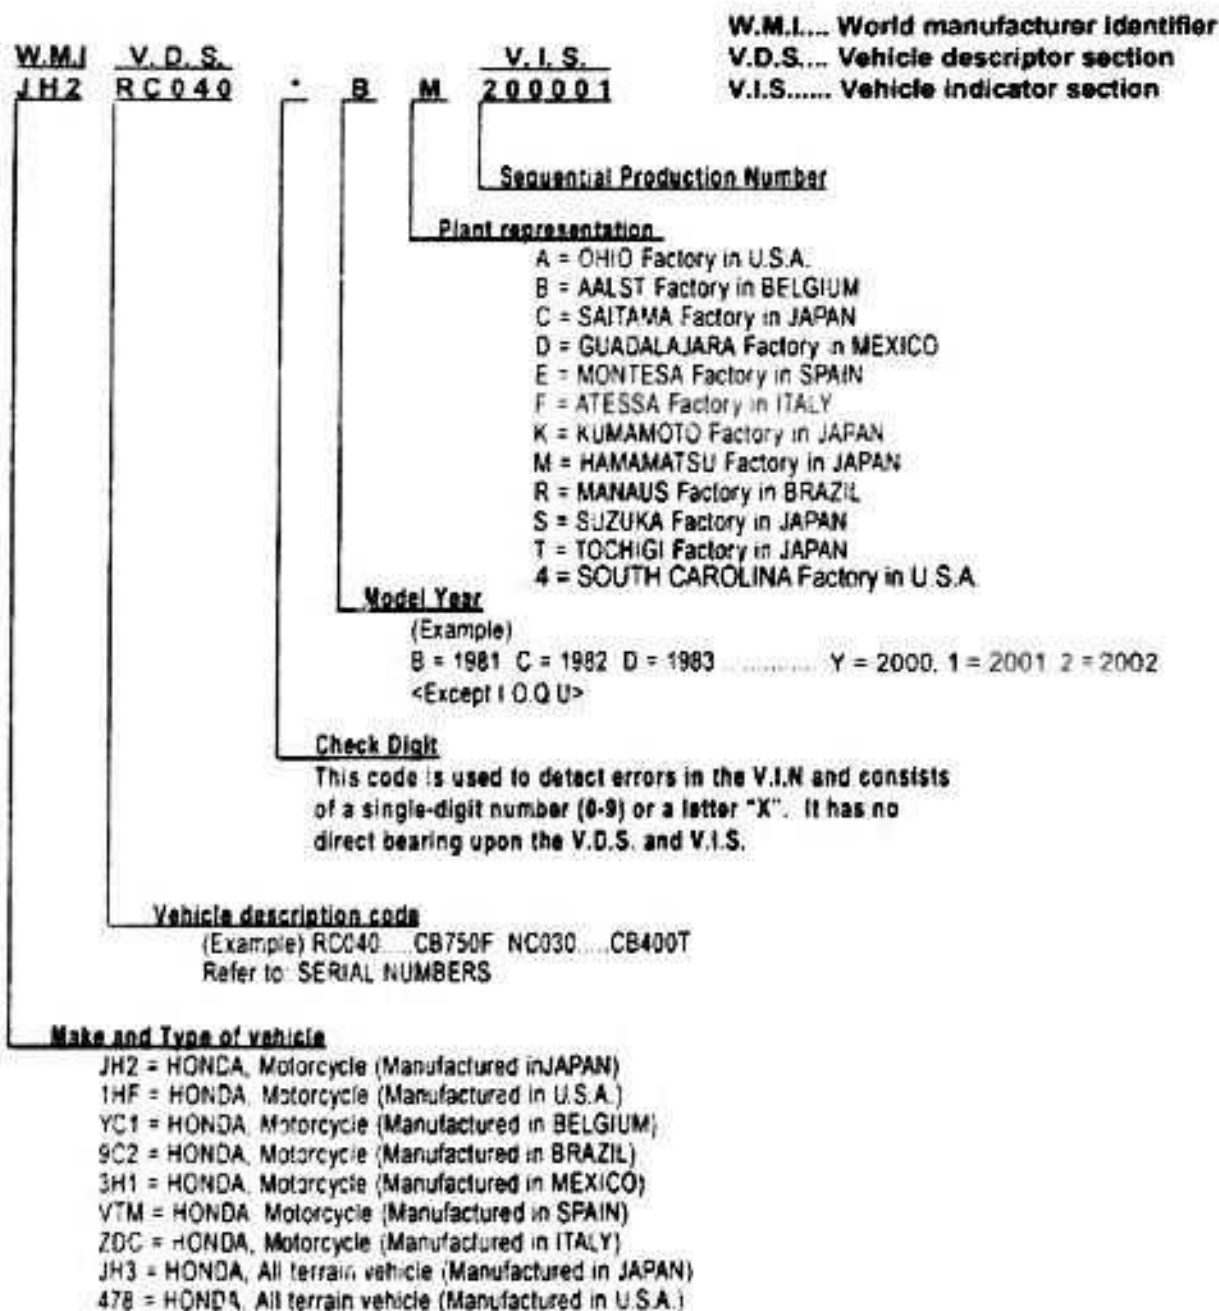 W.M.I.... World manufacturer identifier
V.D.S.... Vehicle descriptor section
V.I.S...... Vehicle indicator section
W.M.I V.D.S. V.I.S.
JH2 RC040 * B M 200001
Sequential Production Number
Plant representation
A = OHIO Factory in U.S.A.
B = AALST Factory in BELGIUM
C = SAITAMA Factory in JAPAN
D = GUADALAJARA Factory in MEXICO
E = MONTESA Factory in SPAIN
F = ATESSA Factory in ITALY
K = KUMAMOTO Factory in JAPAN
M = HAMAMATSU Factory in JAPAN
R = MANAUS Factory in BRAZIL
S = SUZUKA Factory in JAPAN
T = TOCHIGI Factory in JAPAN
4 = SOUTH CAROLINA Factory in U.S.A
Model Year
(Example)
B = 1981 C = 1982 D = 1983 ............ Y = 2000, 1 = 2001 2 = 2002
<Except I O.Q U>
Check Digit
This code is used to detect errors in the V.I.N and consists
of a single-digit number (0-9) or a letter "X". It has no
direct bearing upon the V.D.S. and V.I.S.
Vehicle description code
(Example) RC040.....CB750F NC030.....CB400T
Refer to: SERIAL NUMBERS
Make and Type of vehicle
JH2 = HONDA, Motorcycle (Manufactured inJAPAN)
1HF = HONDA, Motorcycle (Manufactured in U.S.A.)
YC1 = HONDA, Motorcycle (Manufactured in BELGIUM)
9C2 = HONDA, Motorcycle (Manufactured in BRAZIL)
3H1 = HONDA, Motorcycle (Manufactured in MEXICO)
VTM = HONDA Motorcycle (Manufactured in SPAIN)
ZDC = HONDA, Motorcycle (Manufactured in ITALY)
JH3 = HONDA, All terrain vehicle (Manufactured in JAPAN)
478 = HONDA, All terrain vehicle (Manufactured in U.S.A.)